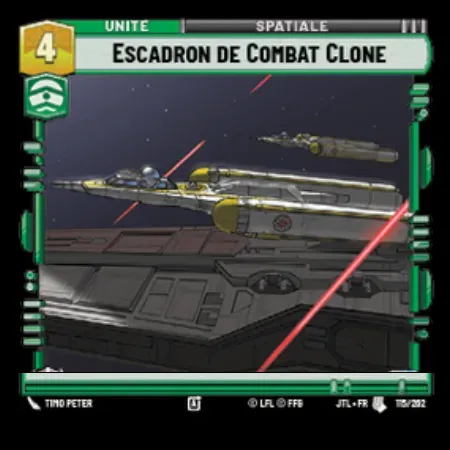 UNITÉ SPATIALE
4 ESCADRON DE COMBAT CLONE
TIMO PETER © LFL © FFG JTL • FR 115/262